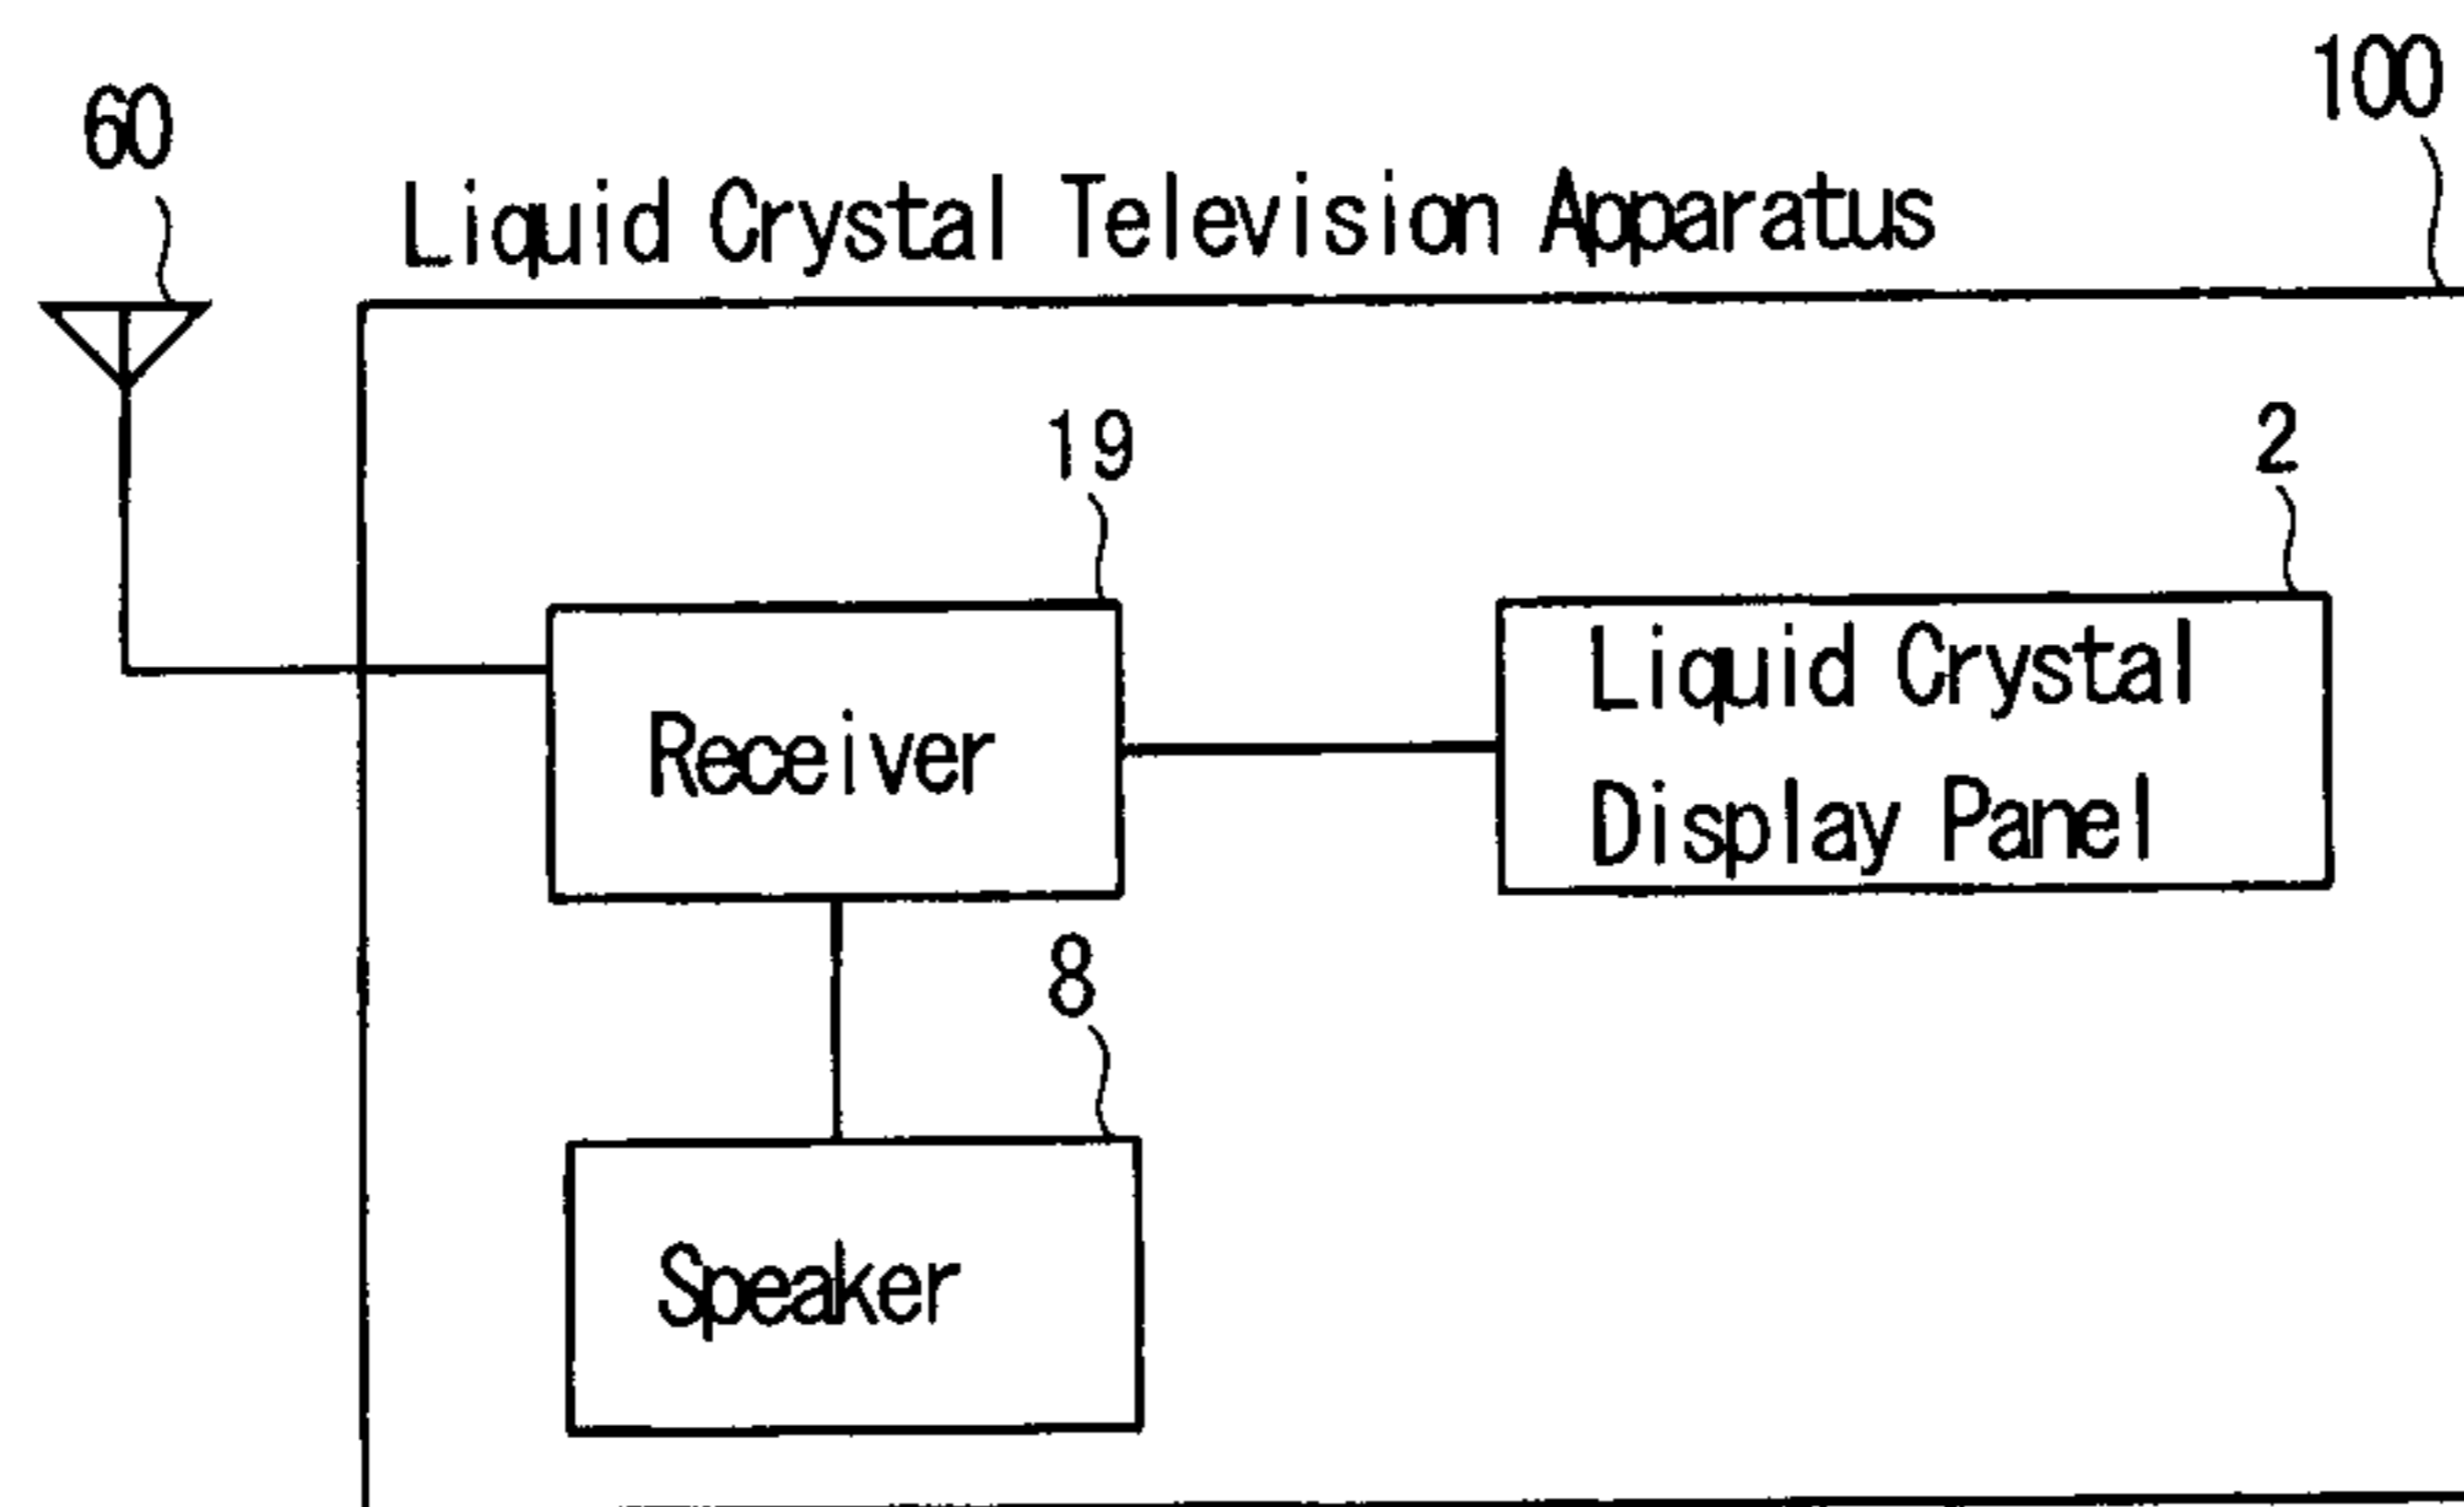 100
60
Liquid Crystal Television Apparatus
19
2
Receiver
Liquid Crystal
Display Panel
8
Speaker